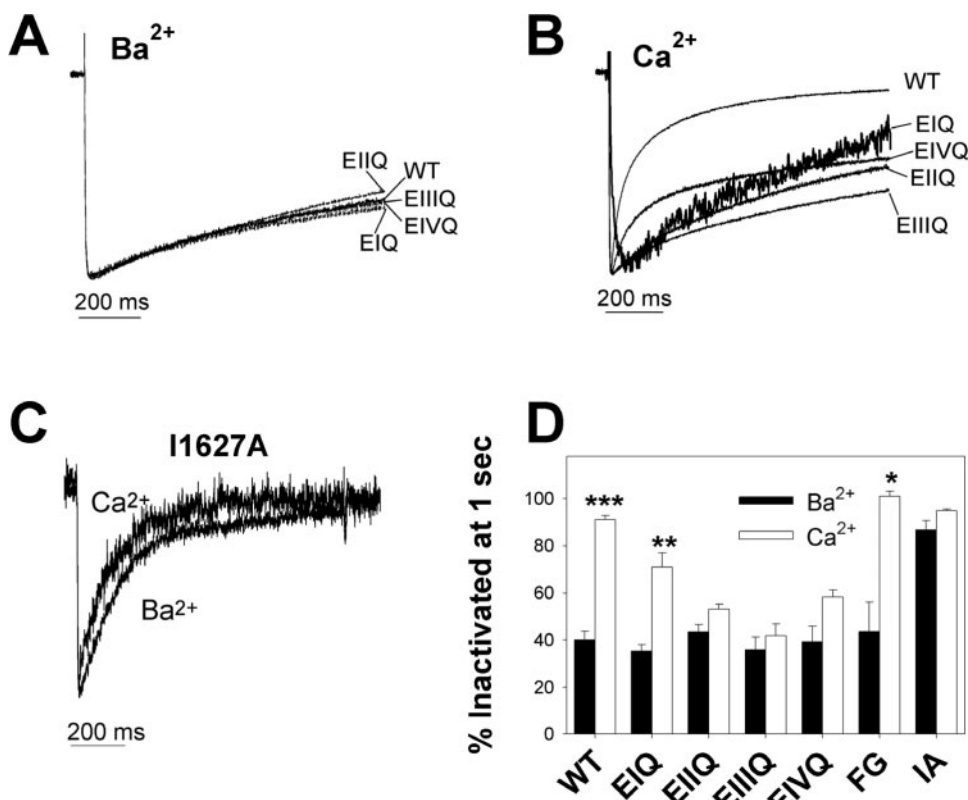 A
Ba2+
EIIQ
WT
EIIIQ
EIVQ
EIQ
200 ms
B
Ca2+
WT
EIQ
EIVQ
EIIQ
EIIIQ
200 ms
C
I1627A
Ca2+
Ba2+
200 ms
D
% Inactivated at 1 sec
100
80
60
40
20
0
***
**
*
Ba2+
Ca2+
WT
EIQ
EIIQ
EIIIQ
EIVQ
FG
IA